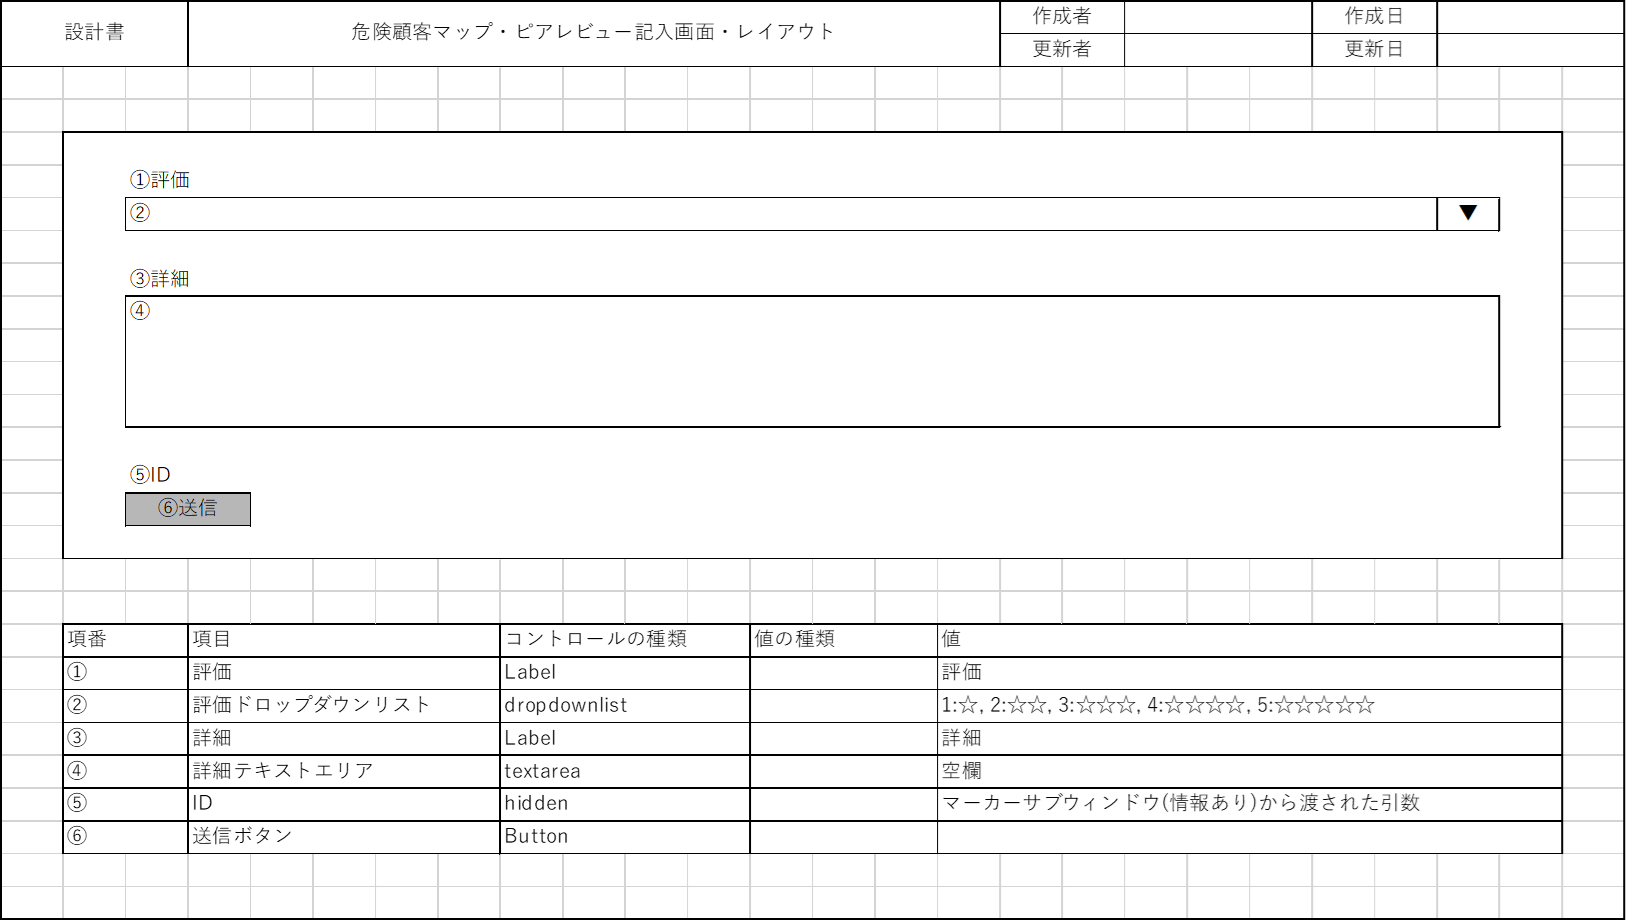 設計書 危険顧客マップ・ピアレビュー記入画面・レイアウト 作成者 作成日
更新者 更新日
①評価
② ▼
③詳細
④
⑤ID
⑥送信
項番 項目 コントロールの種類 値の種類 値
① 評価 Label 評価
② 評価ドロップダウンリスト dropdownlist 1:☆, 2:☆☆, 3:☆☆☆, 4:☆☆☆☆, 5:☆☆☆☆☆
③ 詳細 Label 詳細
④ 詳細テキストエリア textarea 空欄
⑤ ID hidden マーカーサブウィンドウ(情報あり)から渡された引数
⑥ 送信ボタン Button